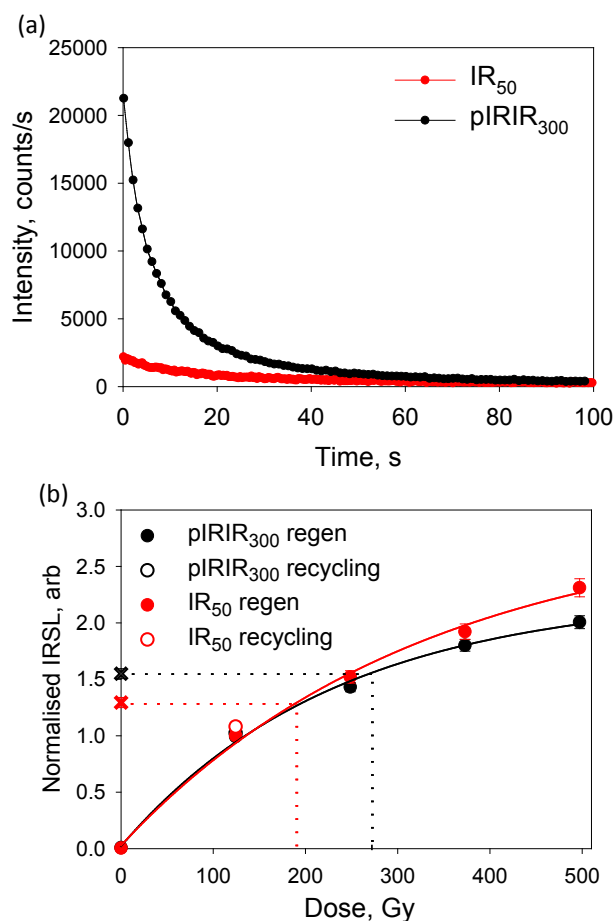 (a)
25000
20000
15000
10000
5000
0
Intensity, counts/s
IR50
pIRIR300
0 20 40 60 80 100
Time, s
(b)
3.0
2.5
2.0
1.5
1.0
0.5
0.0
Normalised IRSL, arb
pIRIR300 regen
pIRIR300 recycling
IR50 regen
IR50 recycling
0 100 200 300 400 500
Dose, Gy